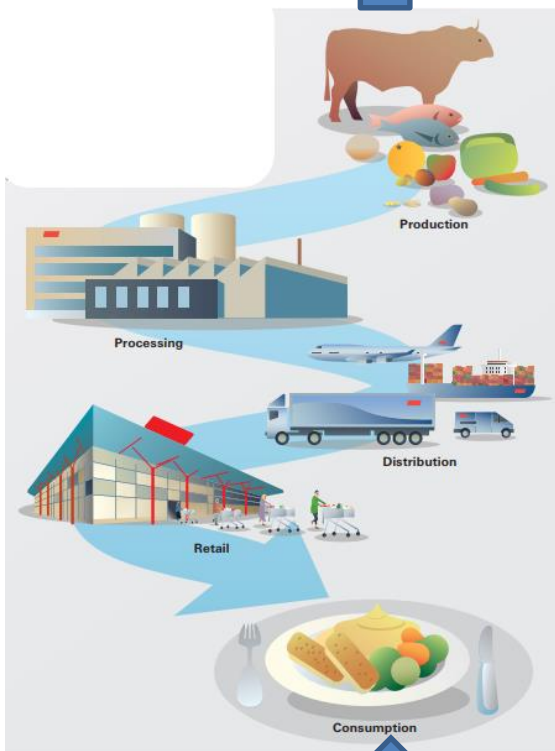 Production
Processing
Distribution
Retail
Consumption